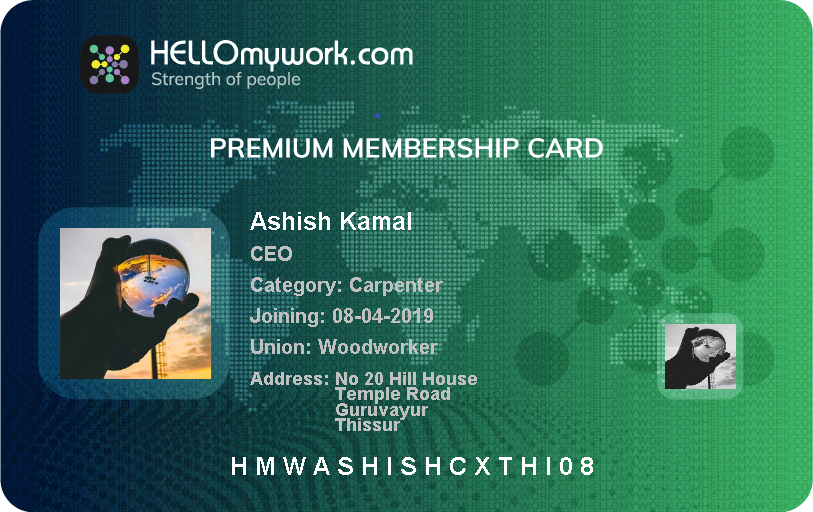 HELLOmywork.com
Strength of people
PREMIUM MEMBERSHIP CARD
Ashish Kamal
CEO
Category: Carpenter
Joining: 08-04-2019
Union: Woodworker
Address: No 20 Hill House
Temple Road
Guruvayur
Thissur
HMWASHISHCXTHI08